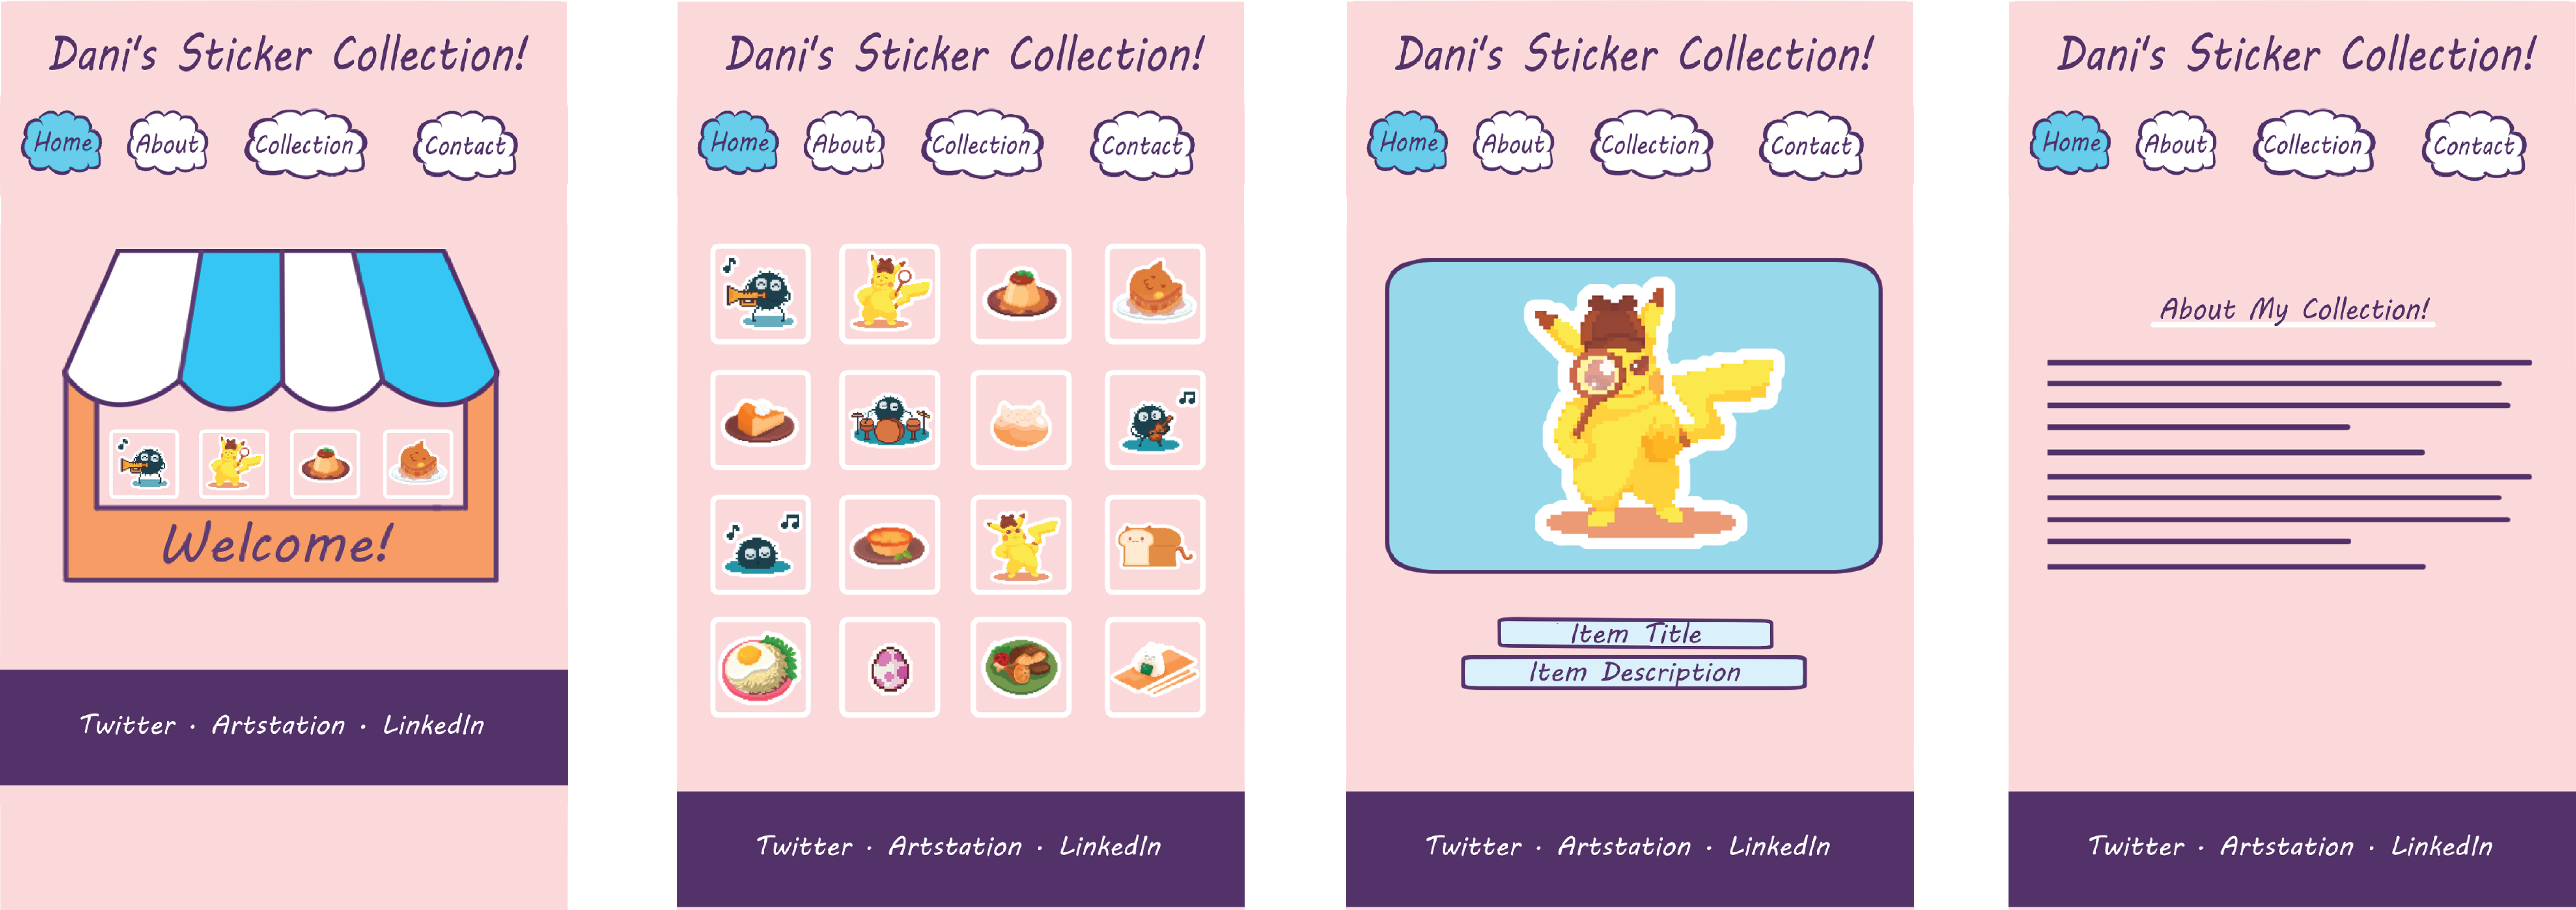 Dani's Sticker Collection!
Home About Collection Contact
Welcome!
Twitter · Artstation · LinkedIn
Dani's Sticker Collection!
Home About Collection Contact
Twitter · Artstation · LinkedIn
Dani's Sticker Collection!
Home About Collection Contact
Item Title
Item Description
Twitter · Artstation · LinkedIn
Dani's Sticker Collection!
Home About Collection Contact
About My Collection!
Twitter · Artstation · LinkedIn